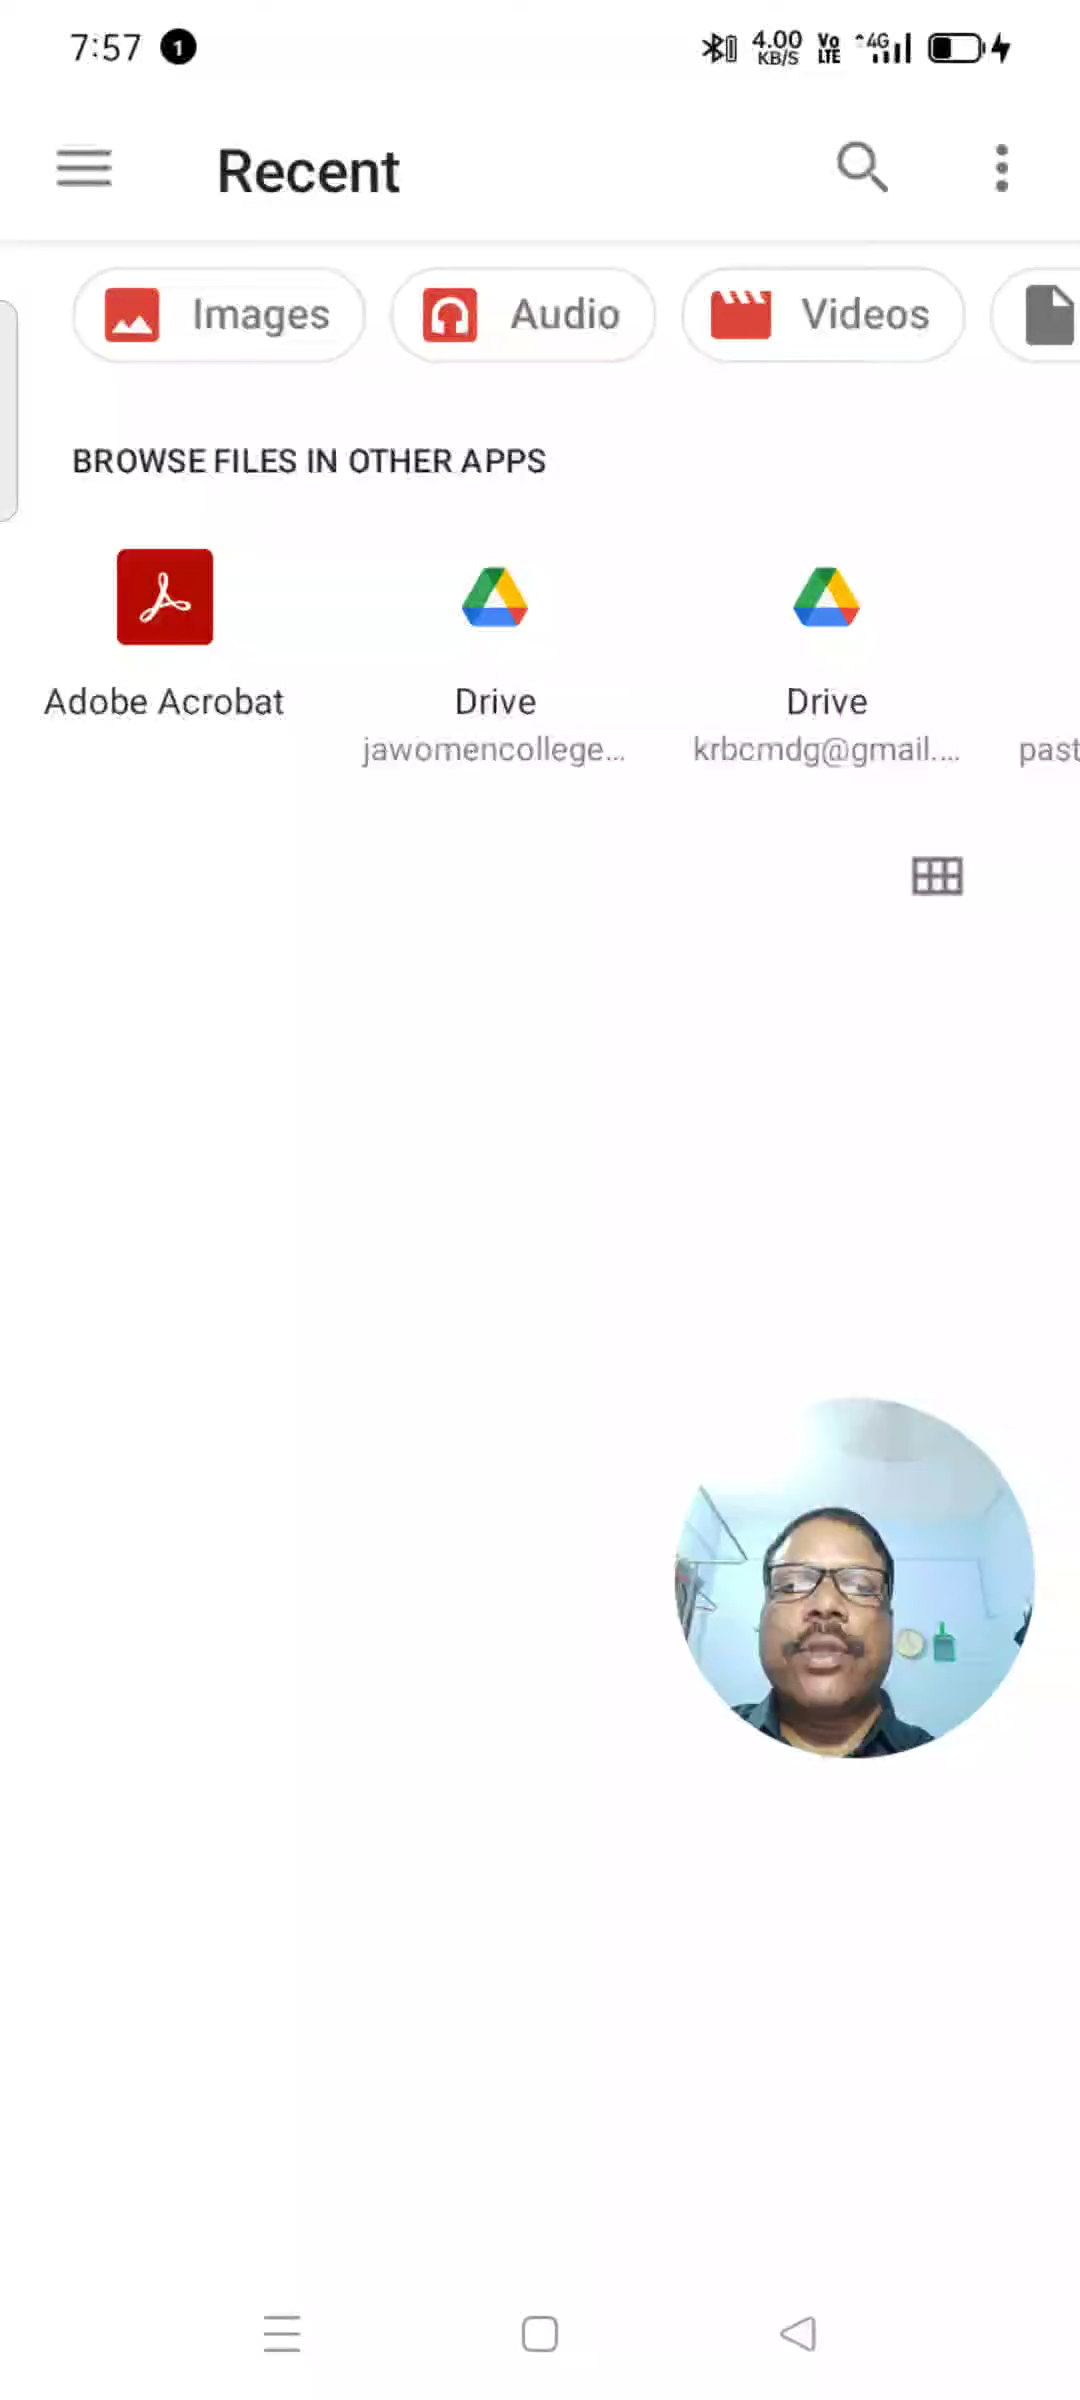 7:57 1 4.00 KB/S Vo LTE 4G
Recent
Images Audio Videos
BROWSE FILES IN OTHER APPS
Adobe Acrobat Drive Drive
jawomencollege... krbcmdg@gmail.... past